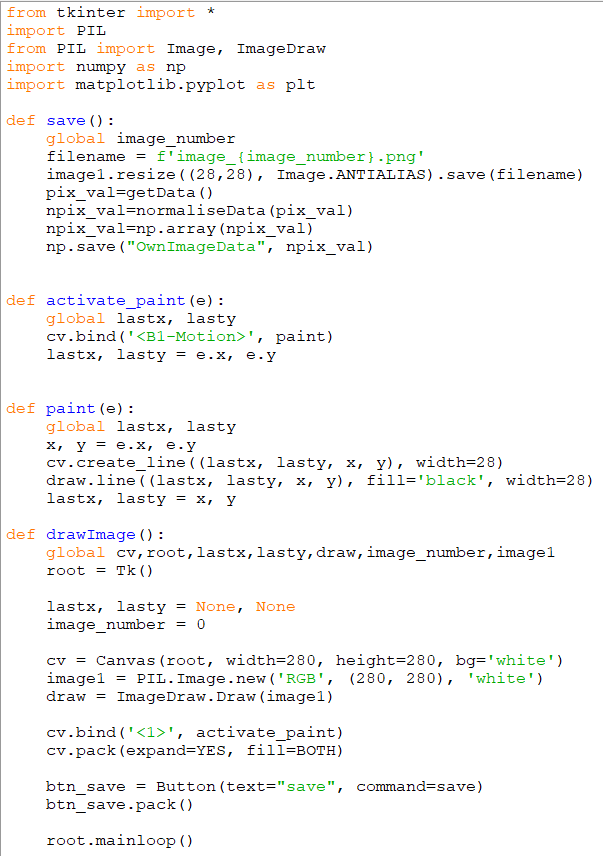 from tkinter import *
import PIL
from PIL import Image, ImageDraw
import numpy as np
import matplotlib.pyplot as plt

def save():
    global image_number
    filename = f'image_{image_number}.png'
    image1.resize((28,28), Image.ANTIALIAS).save(filename)
    pix_val=getData()
    npix_val=normaliseData(pix_val)
    npix_val=np.array(npix_val)
    np.save("OwnImageData", npix_val)


def activate_paint(e):
    global lastx, lasty
    cv.bind('<B1-Motion>', paint)
    lastx, lasty = e.x, e.y


def paint(e):
    global lastx, lasty
    x, y = e.x, e.y
    cv.create_line((lastx, lasty, x, y), width=28)
    draw.line((lastx, lasty, x, y), fill='black', width=28)
    lastx, lasty = x, y

def drawImage():
    global cv,root,lastx,lasty,draw,image_number,image1
    root = Tk()

    lastx, lasty = None, None
    image_number = 0

    cv = Canvas(root, width=280, height=280, bg='white')
    image1 = PIL.Image.new('RGB', (280, 280), 'white')
    draw = ImageDraw.Draw(image1)

    cv.bind('<1>', activate_paint)
    cv.pack(expand=YES, fill=BOTH)

    btn_save = Button(text="save", command=save)
    btn_save.pack()

    root.mainloop()